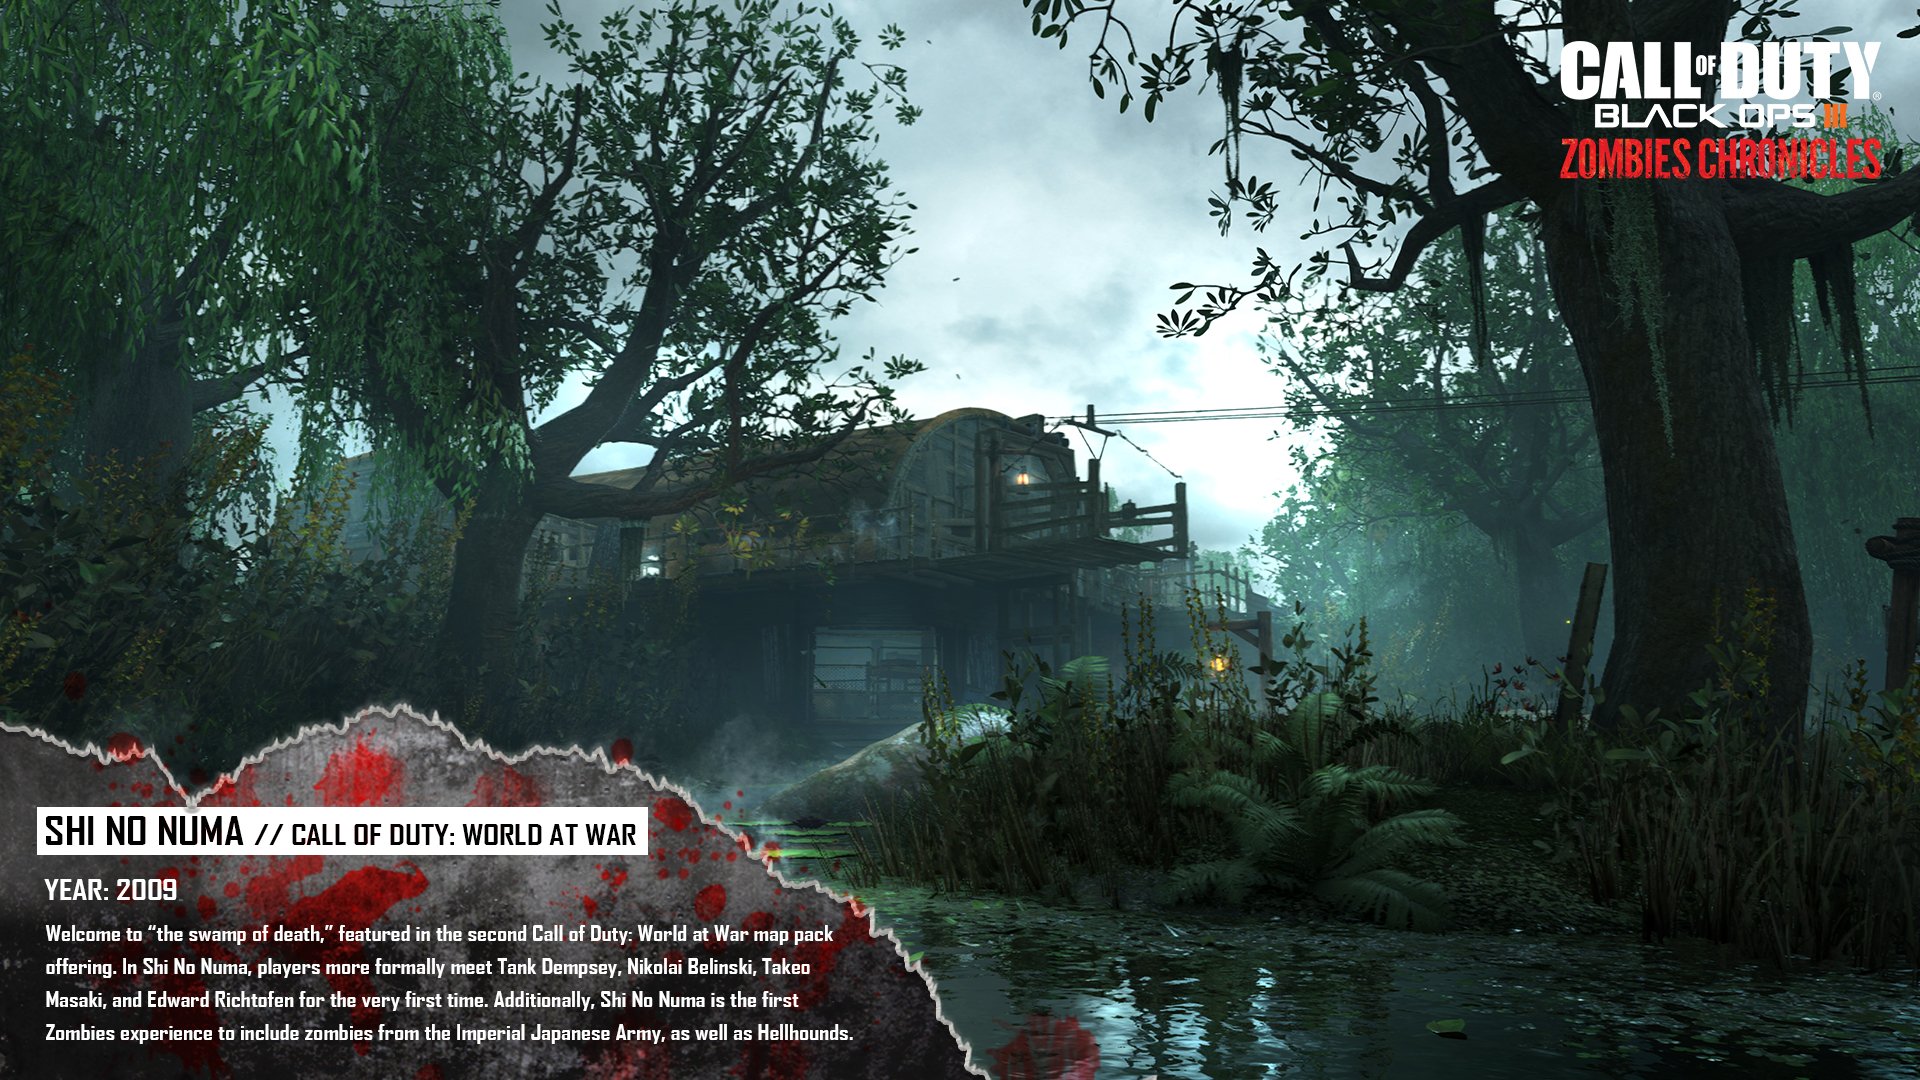 CALL OF DUTY®
BLACK OPS III
ZOMBIES CHRONICLES
SHI NO NUMA // CALL OF DUTY: WORLD AT WAR
YEAR: 2009
Welcome to “the swamp of death,” featured in the second Call of Duty: World at War map pack
offering. In Shi No Numa, players more formally meet Tank Dempsey, Nikolai Belinski, Takeo
Masaki, and Edward Richtofen for the very first time. Additionally, Shi No Numa is the first
Zombies experience to include zombies from the Imperial Japanese Army, as well as Hellhounds.